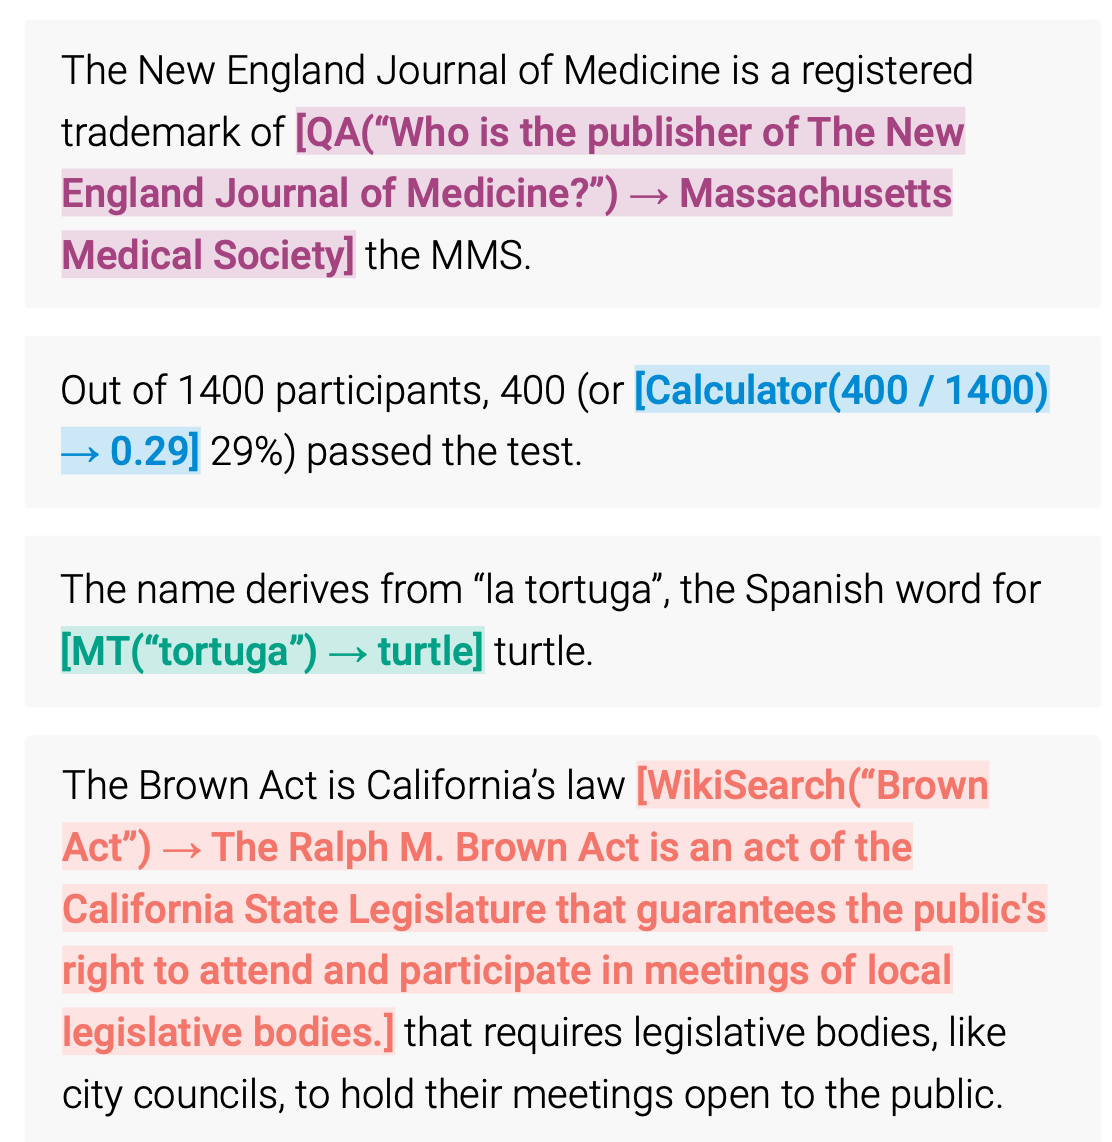 The New England Journal of Medicine is a registered
trademark of [QA(“Who is the publisher of The New
England Journal of Medicine?”) → Massachusetts
Medical Society] the MMS.
Out of 1400 participants, 400 (or [Calculator(400 / 1400)
→ 0.29] 29%) passed the test.
The name derives from “la tortuga”, the Spanish word for
[MT(“tortuga”) → turtle] turtle.
The Brown Act is California’s law [WikiSearch(“Brown
Act”) → The Ralph M. Brown Act is an act of the
California State Legislature that guarantees the public's
right to attend and participate in meetings of local
legislative bodies.] that requires legislative bodies, like
city councils, to hold their meetings open to the public.